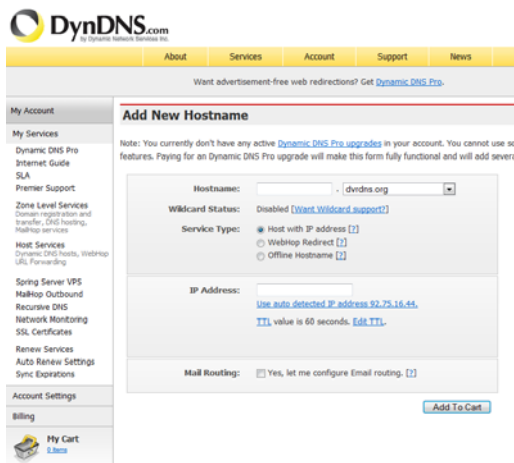 DynDNS.com
by Dynamic Network Services Inc.
About Services Account Support News
Want advertisement-free web redirections? Get Dynamic DNS Pro.
My Account
My Services
Dynamic DNS Pro
Internet Guide
SLA
Premier Support
Zone Level Services
Domain registration and
transfer, DNS hosting,
MailHop services
Host Services
Dynamic DNS hosts, WebHop
URL Forwarding
Spring Server VPS
MailHop Outbound
Recursive DNS
Network Monitoring
SSL Certificates
Renew Services
Auto Renew Settings
Sync Expirations
Account Settings
Billing
My Cart
0 items
Add New Hostname
Note: You currently don't have any active Dynamic DNS Pro upgrades in your account. You cannot use so
features. Paying for an Dynamic DNS Pro upgrade will make this form fully functional and will add severa
Hostname: . dvrdns.org
Wildcard Status: Disabled [Want Wildcard support?]
Service Type: Host with IP address [?]
WebHop Redirect [?]
Offline Hostname [?]
IP Address:
Use auto detected IP address 92.75.16.44.
TTL value is 60 seconds. Edit TTL.
Mail Routing: Yes, let me configure Email routing. [?]
Add To Cart